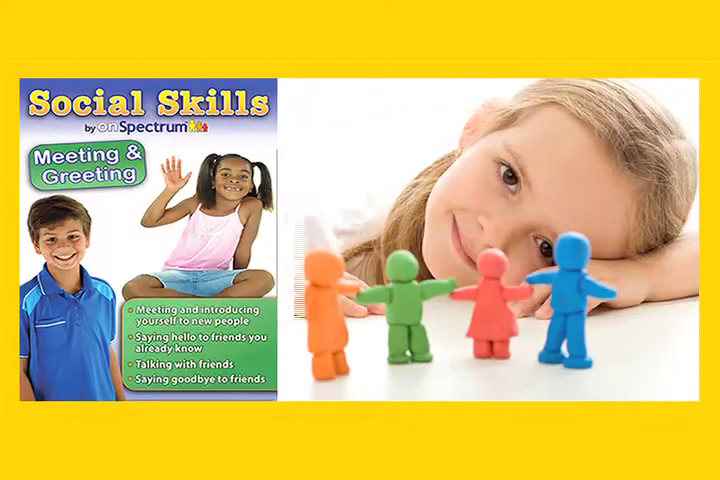 Social Skills
by onSpectrum
Meeting &
Greeting
• Meeting and introducing
yourself to new people
• Saying hello to friends you
already know
• Talking with friends
• Saying goodbye to friends